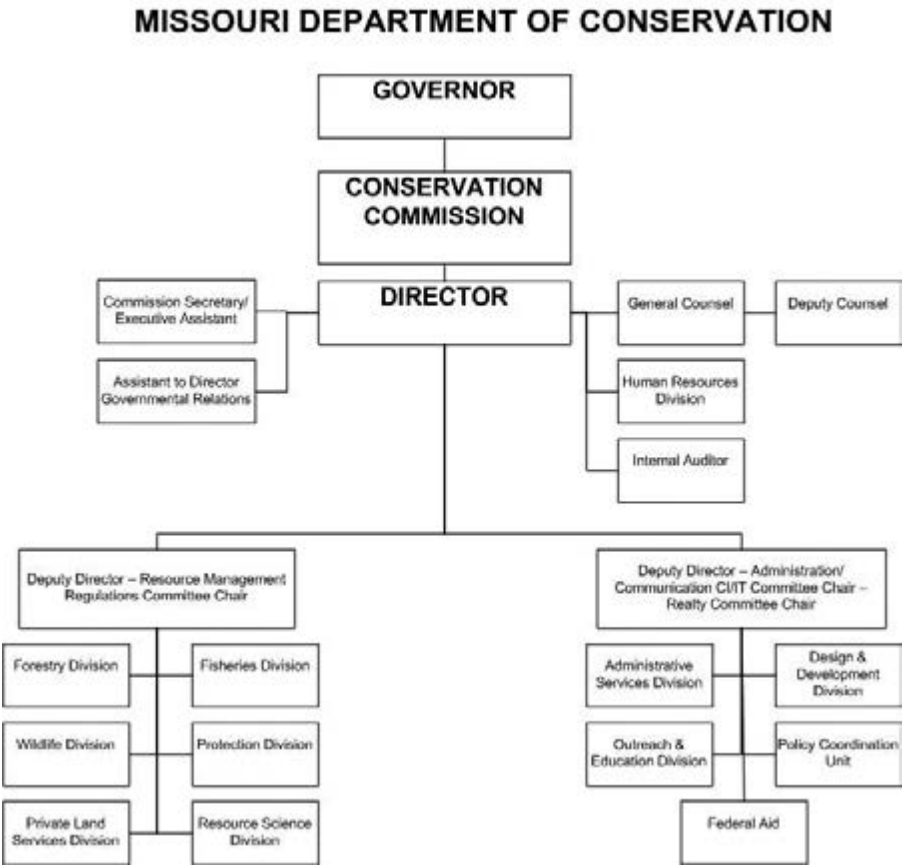 MISSOURI DEPARTMENT OF CONSERVATION
GOVERNOR
CONSERVATION
COMMISSION
DIRECTOR
Commission Secretary/
Executive Assistant
Assistant to Director
Governmental Relations
General Counsel
Deputy Counsel
Human Resources
Division
Internal Auditor
Deputy Director – Resource Management
Regulations Committee Chair
Deputy Director – Administration/
Communication CI/IT Committee Chair –
Realty Committee Chair
Forestry Division
Fisheries Division
Wildlife Division
Protection Division
Private Land
Services Division
Resource Science
Division
Administrative
Services Division
Design &
Development
Division
Outreach &
Education Division
Policy Coordination
Unit
Federal Aid